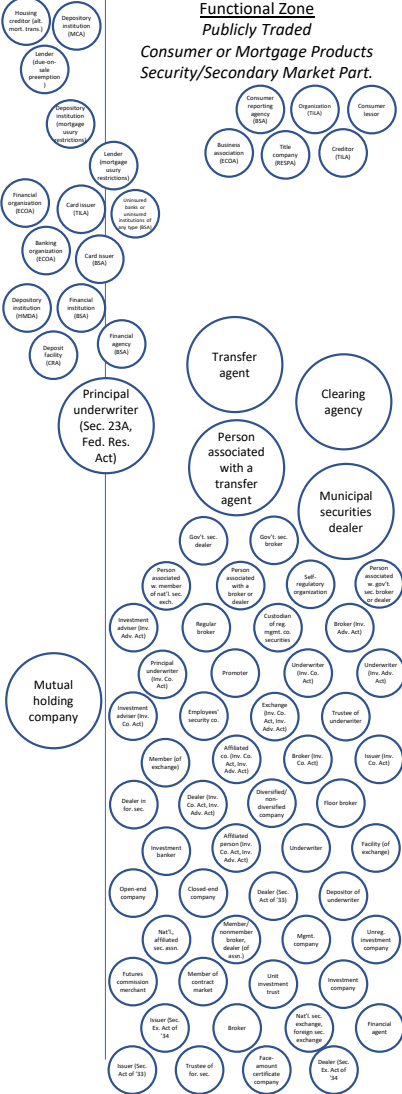 Functional Zone
Publicly Traded
Consumer or Mortgage Products
Security/Secondary Market Part.
Housing
creditor (alt.
mort. trans.)
Depository
institution
(MCA)
Lender
(due-on-
sale
preemption
)
Depository
institution
(mortgage
usury
restrictions)
Lender
(mortgage
usury
restrictions)
Consumer
reporting
agency
(BSA)
Organization
(TILA)
Consumer
lessor
Business
association
(ECOA)
Title
company
(RESPA)
Creditor
(TILA)
Financial
organization
(ECOA)
Card issuer
(TILA)
Uninsured
banks or
uninsured
institutions of
any type (BSA)
Banking
organization
(ECOA)
Card issuer
(BSA)
Depository
institution
(HMDA)
Financial
institution
(BSA)
Deposit
facility
(CRA)
Financial
agency
(BSA)
Principal
underwriter
(Sec. 23A,
Fed. Res.
Act)
Transfer
agent
Clearing
agency
Person
associated
with a
transfer
agent
Municipal
securities
dealer
Gov't. sec.
dealer
Gov't. sec.
broker
Person
associated
w. member
of nat'l. sec.
exch.
Person
associated
with a
broker or
dealer
Self-
regulatory
organization
Person
associated
w. gov't.
sec. broker
or dealer
Investment
adviser (Inv.
Adv. Act)
Regular
broker
Custodian
of reg.
mgmt. co.
securities
Broker (Inv.
Adv. Act)
Mutual
holding
company
Principal
underwriter
(Inv. Co.
Act)
Promoter
Underwriter
(Inv. Co.
Act)
Underwriter
(Inv. Adv.
Act)
Investment
adviser (Inv.
Co. Act)
Employees'
security co.
Exchange
(Inv. Co.
Act, Inv.
Adv. Act)
Trustee of
underwriter
Member (of
exchange)
Affiliated
co. (Inv. Co.
Act, Inv.
Adv. Act)
Broker (Inv.
Co. Act)
Issuer (Inv.
Co. Act)
Dealer in
for. sec.
Dealer (Inv.
Co. Act, Inv.
Adv. Act)
Diversified/
non-
diversified
company
Floor broker
Investment
banker
Affiliated
person (Inv.
Co. Act, Inv.
Adv. Act)
Underwriter
Facility (of
exchange)
Open-end
company
Closed-end
company
Dealer (Sec.
Act of '33)
Depositor of
underwriter
Nat'l.,
affiliated
sec. assn.
Member/
nonmember
broker,
dealer (of
assn.)
Mgmt.
company
Unreg.
investment
company
Futures
commission
merchant
Member of
contract
market
Unit
investment
trust
Investment
company
Issuer (Sec.
Ex. Act of
'34
Broker
Nat'l. sec.
exchange,
foreign sec.
exchange
Financial
agent
Issuer (Sec.
Act of '33)
Trustee of
for. sec.
Face-
amount
certificate
company
Dealer (Sec.
Ex. Act of
'34